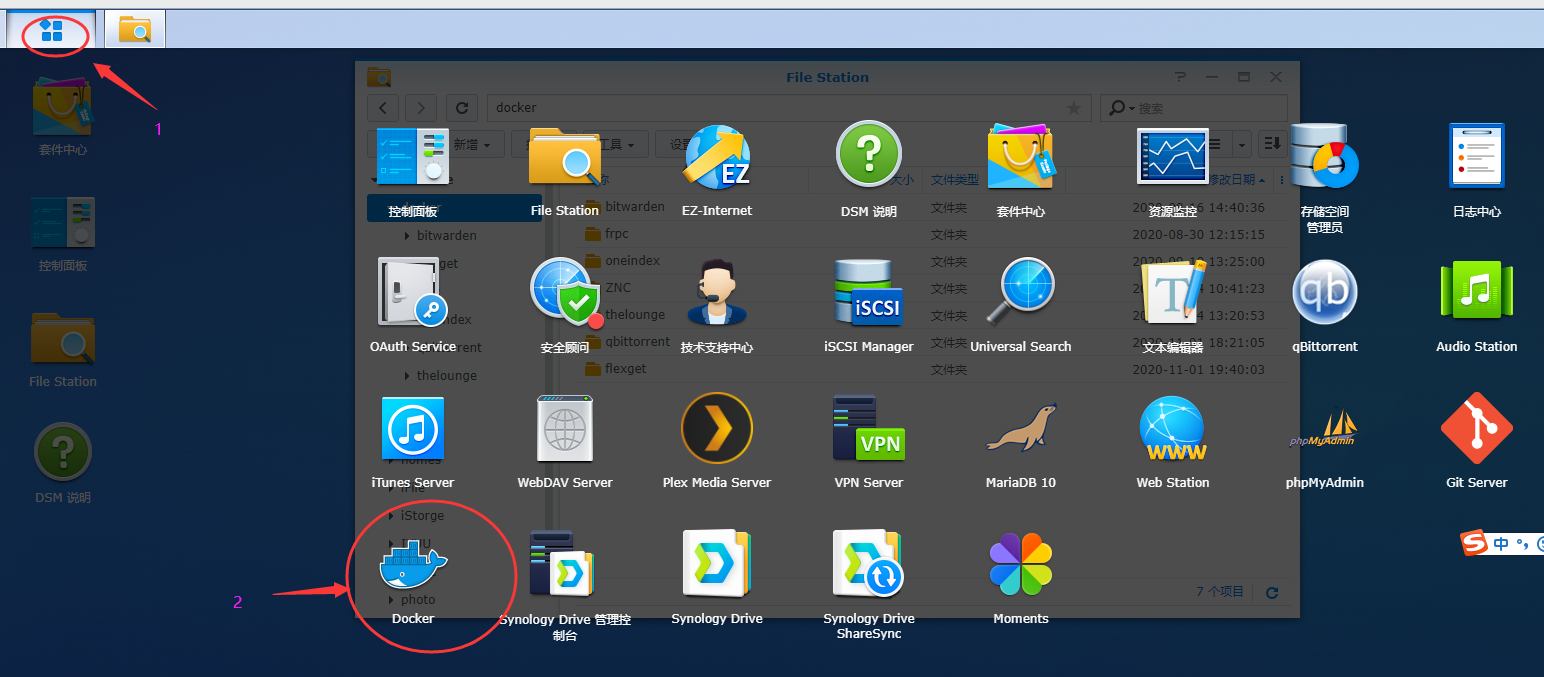 1
套件中心
控制面板
File Station
DSM 说明
File Station
docker
搜索
新增
工具
设置
大小
文件类型
修改日期
bitwarden
文件夹
14:40:36
frpc
文件夹
2020-08-30 12:15:15
oneindex
文件夹
13:25:00
ZNC
文件夹
10:41:23
thelounge
文件夹
13:20:53
qbittorrent
文件夹
18:21:05
flexget
文件夹
2020-11-01 19:40:03
bitwarden
thelounge
homes
iStorge
photo
7 个项目
控制面板
File Station
EZ
EZ-Internet
?
DSM 说明
套件中心
资源监控
存储空间
管理员
日志中心
OAuth Service
安全顾问
技术支持中心
iSCSI
iSCSI Manager
Universal Search
T
文本编辑器
qb
qBittorrent
Audio Station
iTunes Server
WebDAV Server
Plex Media Server
VPN
VPN Server
MariaDB 10
WWW
Web Station
phpMyAdmin
phpMyAdmin
Git Server
2
Docker
Synology Drive 管理控
制台
Synology Drive
Synology Drive
ShareSync
Moments
S 中